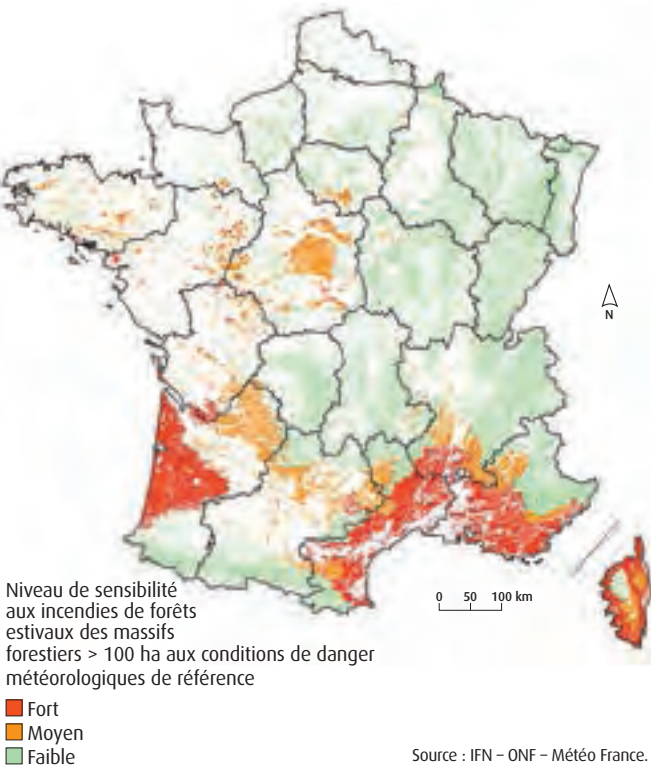 N
Niveau de sensibilité
aux incendies de forêts
estivaux des massifs
forestiers > 100 ha aux conditions de danger
météorologiques de référence
0 50 100 km
Fort
Moyen
Faible
Source : IFN – ONF – Météo France.